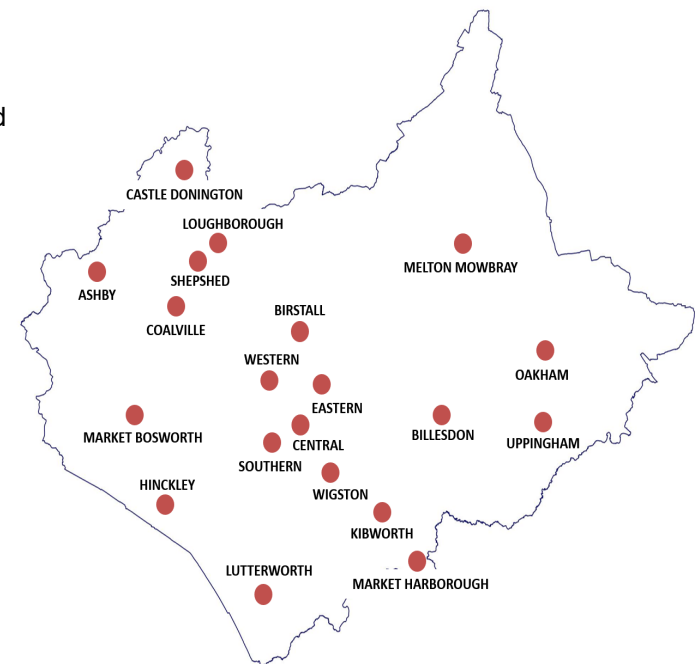 d
CASTLE DONINGTON
LOUGHBOROUGH
MELTON MOWBRAY
SHEPSHED
ASHBY
BIRSTALL
COALVILLE
WESTERN
OAKHAM
EASTERN
MARKET BOSWORTH
BILLESDON
UPPINGHAM
CENTRAL
SOUTHERN
HINCKLEY
WIGSTON
KIBWORTH
LUTTERWORTH
MARKET HARBOROUGH